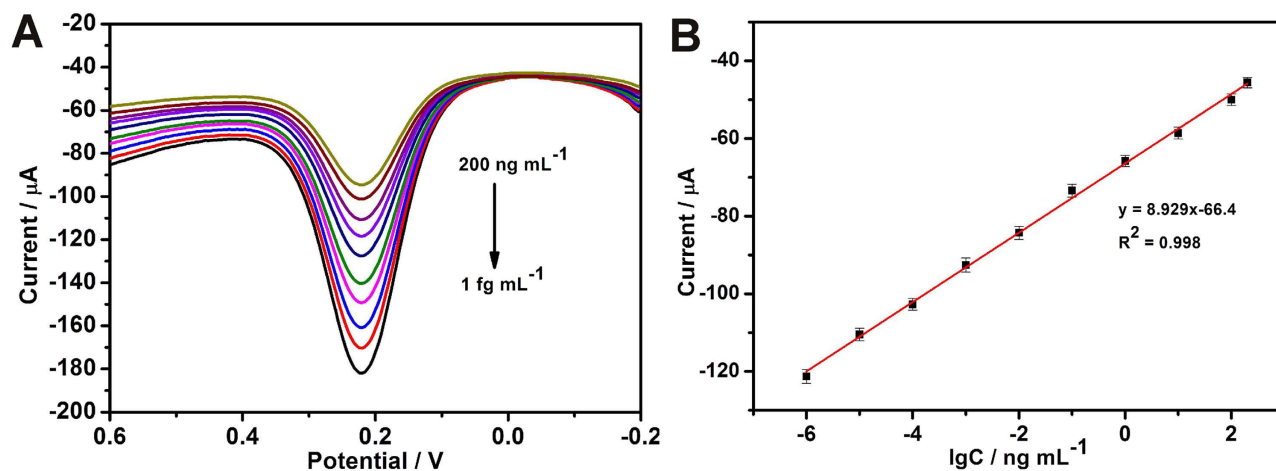 A
-20
-40
-60
-80
-100
-120
-140
-160
-180
-200
Current / μA
0.6 0.4 0.2 0.0 -0.2
Potential / V
200 ng mL⁻¹
1 fg mL⁻¹
B
-40
-60
-80
-100
-120
Current / μA
-6 -4 -2 0 2
lgC / ng mL⁻¹
y = 8.929x-66.4
R² = 0.998